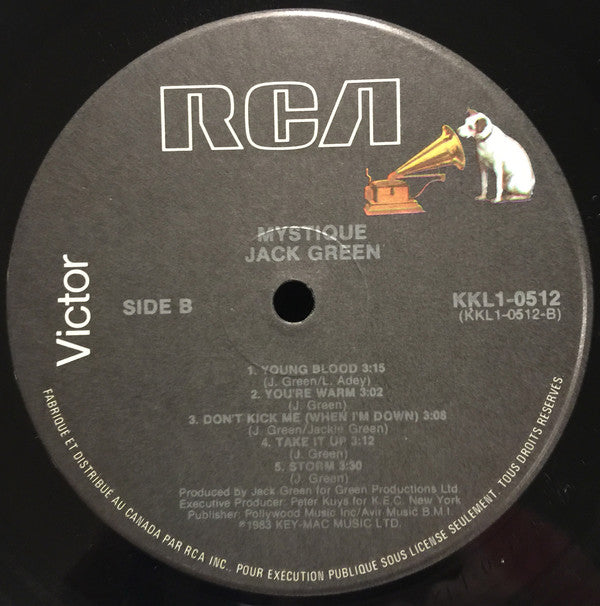 RCA
Victor
MYSTIQUE
JACK GREEN
SIDE B
KKL1-0512
(KKL1-0512-B)
1. YOUNG BLOOD 3:15
(J. Green/L. Adey)
2. YOU'RE WARM 3:02
(J. Green)
3. DON'T KICK ME (WHEN I'M DOWN) 3:08
(J. Green/Jackie Green)
4. TAKE IT UP 3:12
(J. Green)
5. STORM 3:30
(J. Green)
Produced by Jack Green for Green Productions Ltd.
Executive Producer: Peter Kuys for K.E.C. New York
Publisher: Pollywood Music Inc/Avir Music B.M.I.
℗1983 KEY-MAC MUSIC LTD.
FABRIQUÉ ET DISTRIBUÉ AU CANADA PAR RCA INC., POUR EXÉCUTION PUBLIQUE SOUS LICENSE SEULEMENT. TOUS DROITS RÉSERVÉS